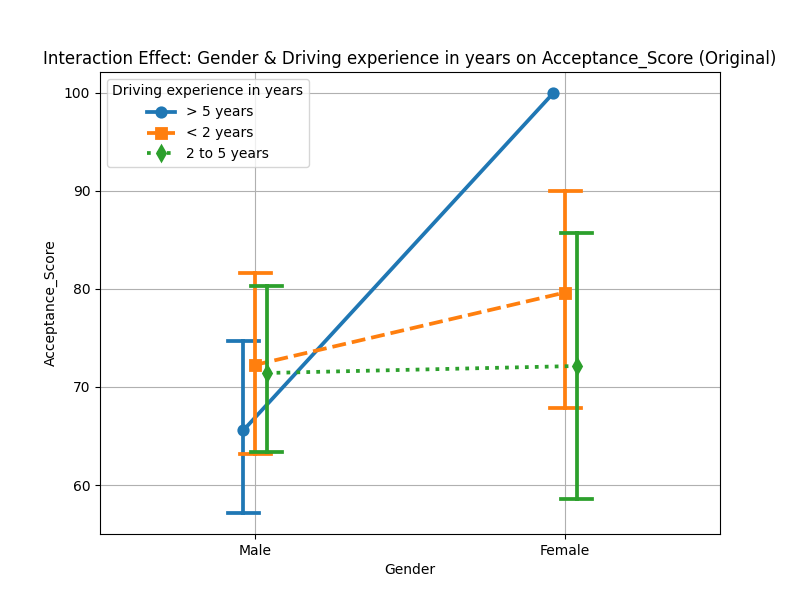 Interaction Effect: Gender & Driving experience in years on Acceptance_Score (Original)
Driving experience in years
> 5 years
< 2 years
2 to 5 years
100
90
80
70
60
Acceptance_Score
Male
Female
Gender